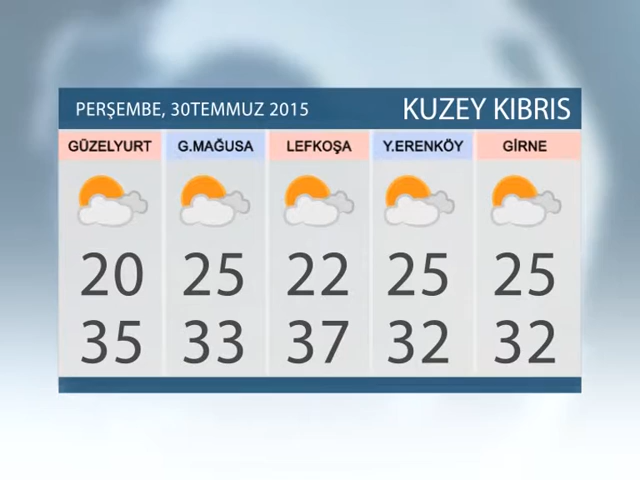 PERŞEMBE, 30TEMMUZ 2015 KUZEY KIBRIS
GÜZELYURT G.MAĞUSA LEFKOŞA Y.ERENKÖY GİRNE
20 25 22 25 25
35 33 37 32 32